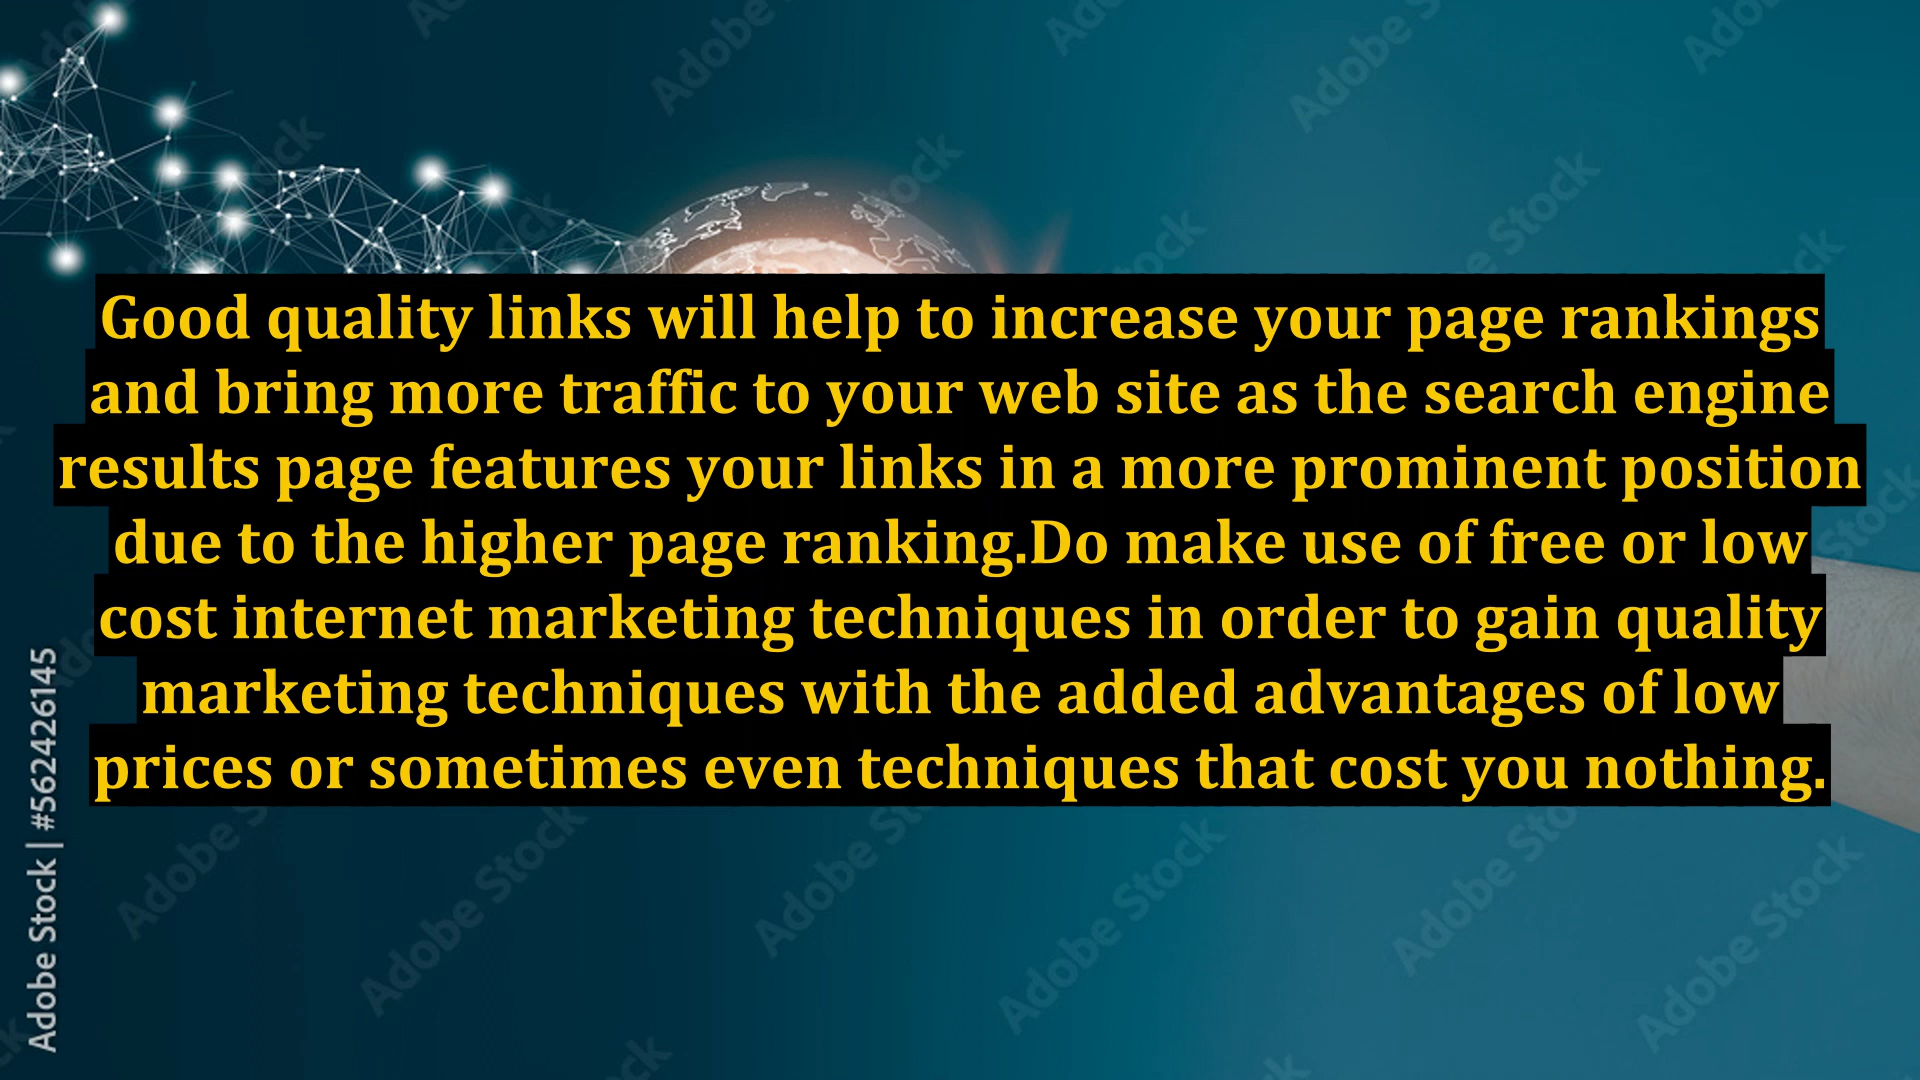 Good quality links will help to increase your page rankings
and bring more traffic to your web site as the search engine
results page features your links in a more prominent position
due to the higher page ranking.Do make use of free or low
cost internet marketing techniques in order to gain quality
marketing techniques with the added advantages of low
prices or sometimes even techniques that cost you nothing.
Adobe Stock | #562426145